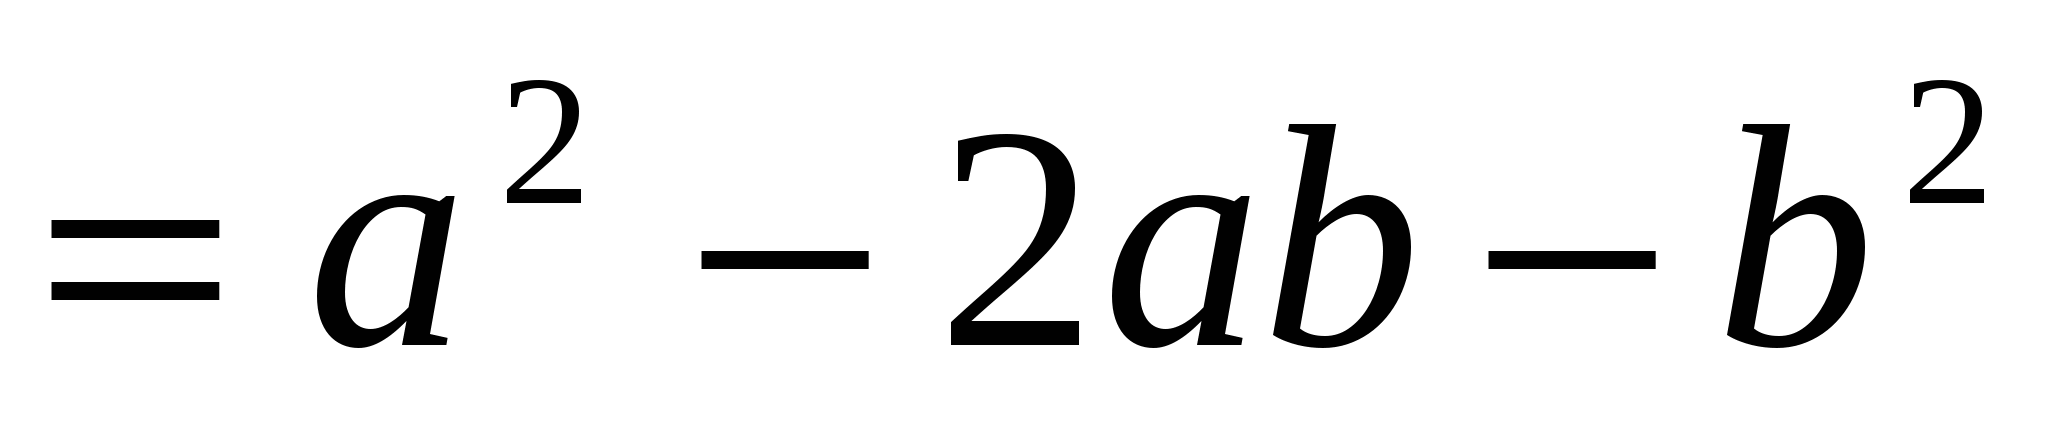 = a² − 2ab − b²